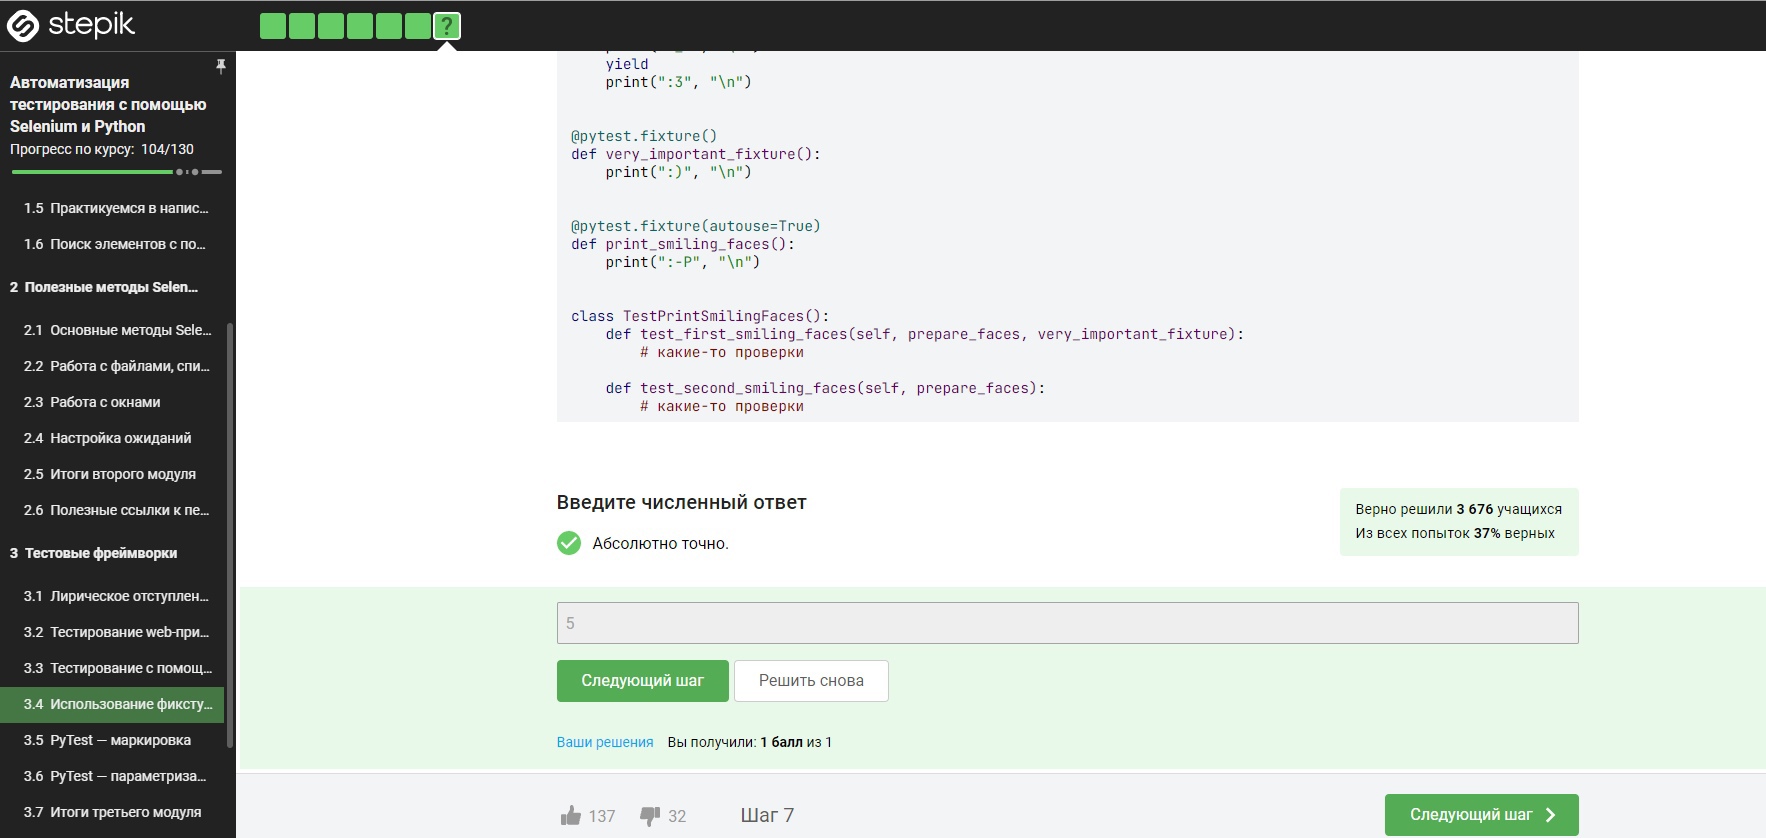 stepik
?
Автоматизация
тестирования с помощью
Selenium и Python
Прогресс по курсу: 104/130
1.5 Практикуемся в напис...
1.6 Поиск элементов с по...
2 Полезные методы Selen...
2.1 Основные методы Sele...
2.2 Работа с файлами, спи...
2.3 Работа с окнами
2.4 Настройка ожиданий
2.5 Итоги второго модуля
2.6 Полезные ссылки к пе...
3 Тестовые фреймворки
3.1 Лирическое отступлен...
3.2 Тестирование web-при...
3.3 Тестирование с помощ...
3.4 Использование фиксту...
3.5 PyTest — маркировка
3.6 PyTest — параметриза...
3.7 Итоги третьего модуля
yield
print(":3", "\n")
@pytest.fixture()
def very_important_fixture():
print(":)", "\n")
@pytest.fixture(autouse=True)
def print_smiling_faces():
print(":-P", "\n")
class TestPrintSmilingFaces():
def test_first_smiling_faces(self, prepare_faces, very_important_fixture):
# какие-то проверки
def test_second_smiling_faces(self, prepare_faces):
# какие-то проверки
Введите численный ответ
Абсолютно точно.
Верно решили 3 676 учащихся
Из всех попыток 37% верных
5
Следующий шаг
Решить снова
Ваши решения Вы получили: 1 балл из 1
137
32
Шаг 7
Следующий шаг